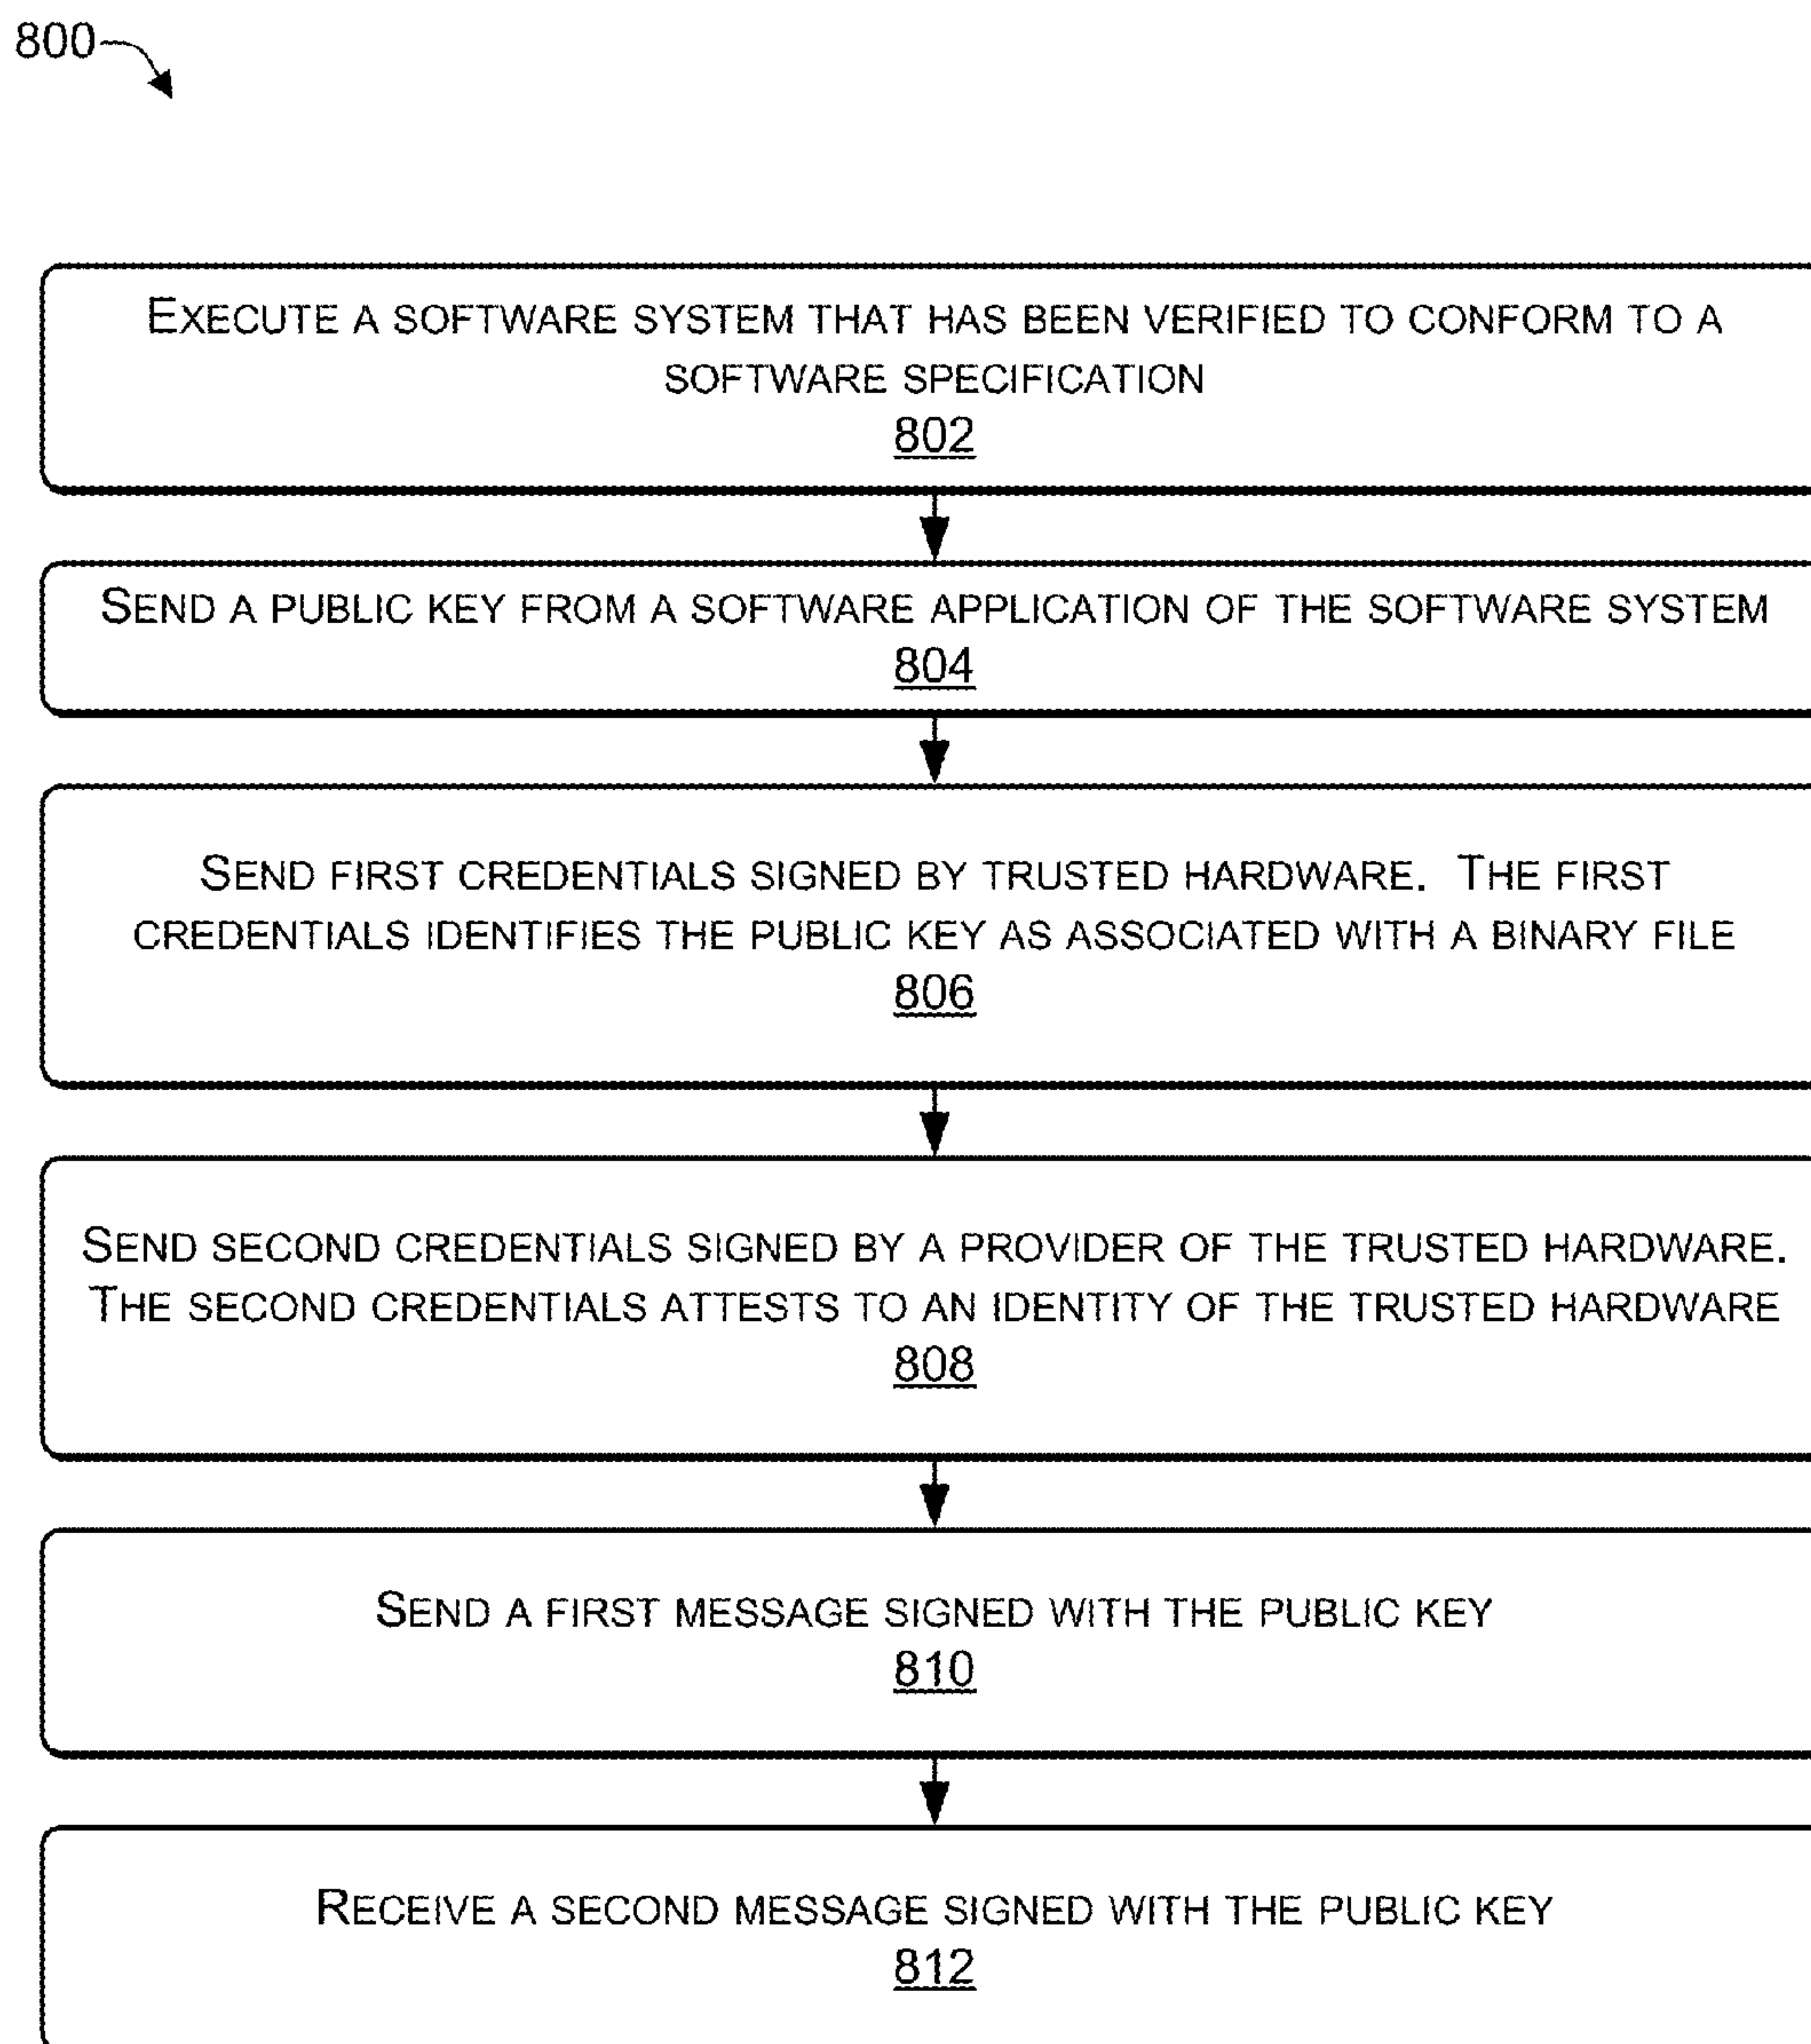 800
EXECUTE A SOFTWARE SYSTEM THAT HAS BEEN VERIFIED TO CONFORM TO A
SOFTWARE SPECIFICATION
802
SEND A PUBLIC KEY FROM A SOFTWARE APPLICATION OF THE SOFTWARE SYSTEM
804
SEND FIRST CREDENTIALS SIGNED BY TRUSTED HARDWARE. THE FIRST
CREDENTIALS IDENTIFIES THE PUBLIC KEY AS ASSOCIATED WITH A BINARY FILE
806
SEND SECOND CREDENTIALS SIGNED BY A PROVIDER OF THE TRUSTED HARDWARE.
THE SECOND CREDENTIALS ATTESTS TO AN IDENTITY OF THE TRUSTED HARDWARE
808
SEND A FIRST MESSAGE SIGNED WITH THE PUBLIC KEY
810
RECEIVE A SECOND MESSAGE SIGNED WITH THE PUBLIC KEY
812